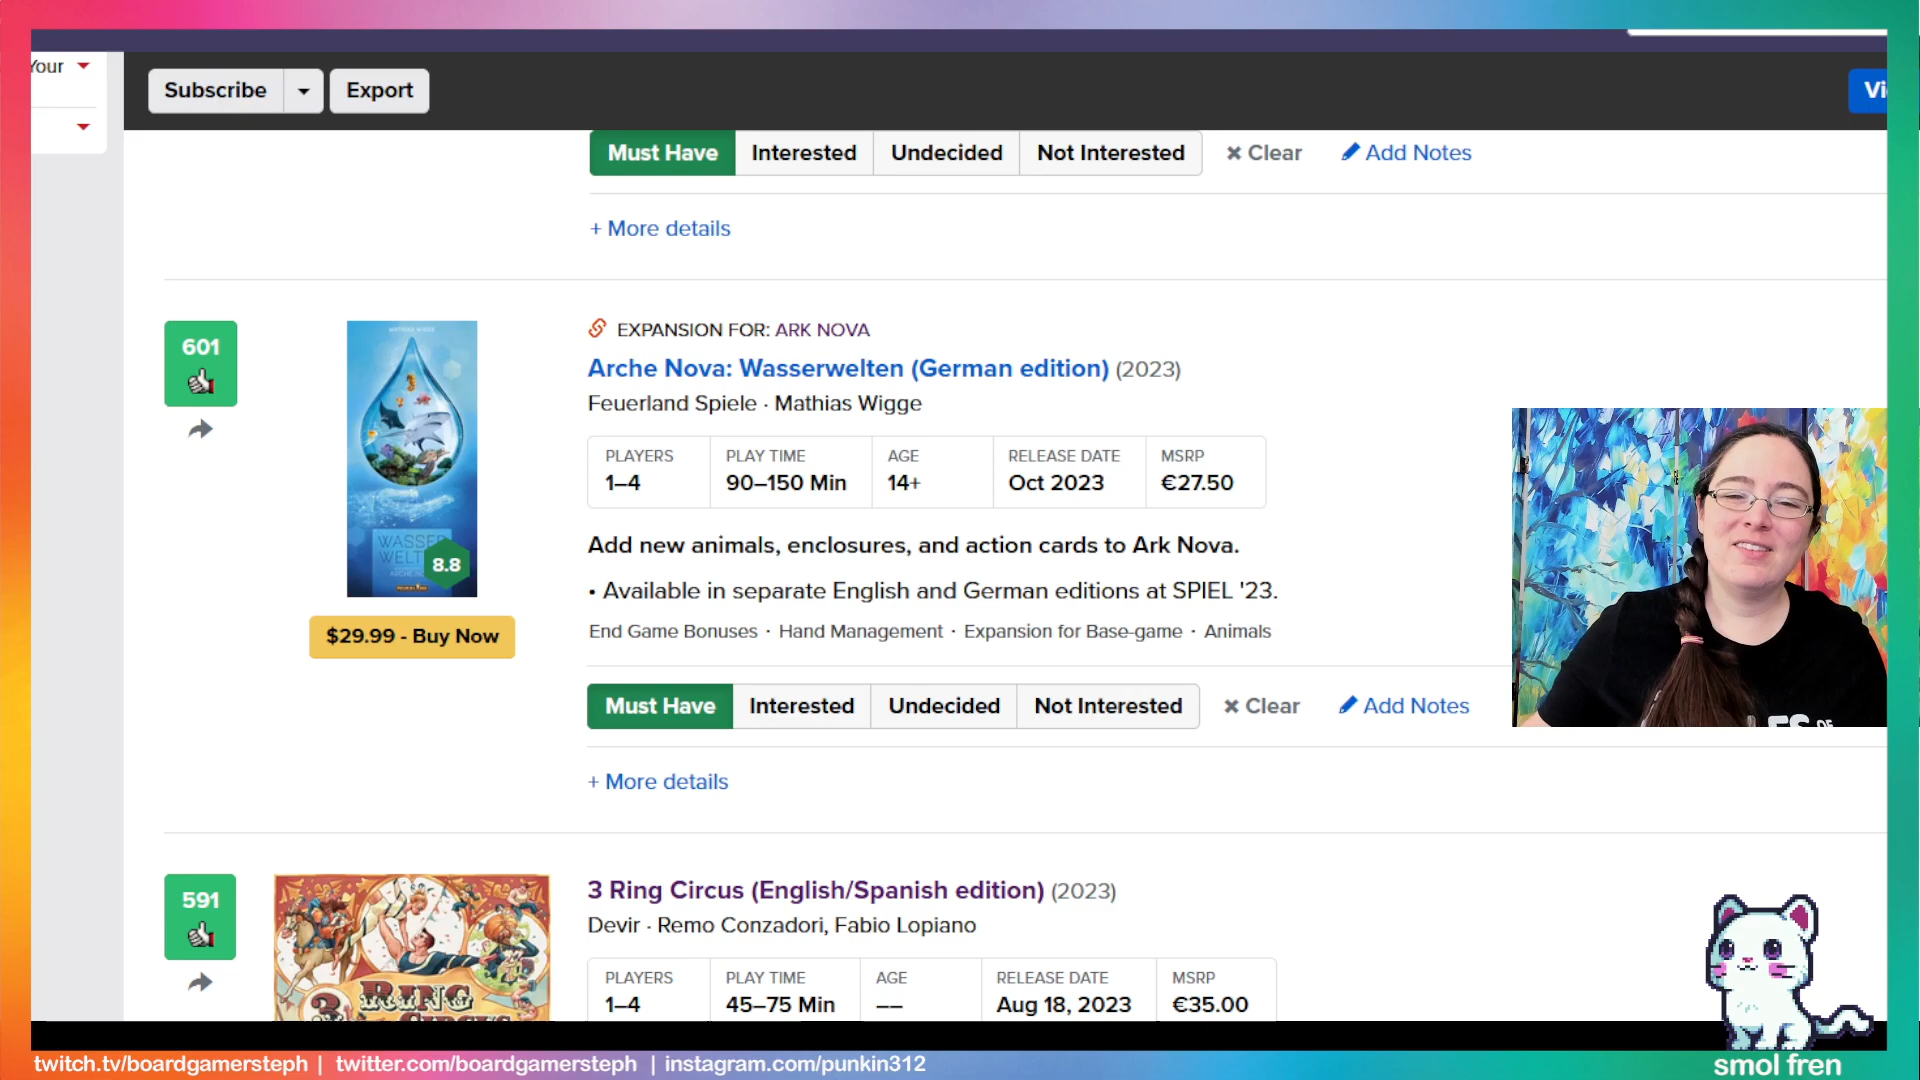 Your
Subscribe
Export
Must Have
Interested
Undecided
Not Interested
Clear
Add Notes
+ More details
601
EXPANSION FOR: ARK NOVA
Arche Nova: Wasserwelten (German edition) (2023)
Feuerland Spiele · Mathias Wigge
PLAYERS
1–4
PLAY TIME
90–150 Min
AGE
14+
RELEASE DATE
Oct 2023
MSRP
€27.50
MATHIAS WIGGE
WASSER
8.8
$29.99 - Buy Now
Add new animals, enclosures, and action cards to Ark Nova.
• Available in separate English and German editions at SPIEL '23.
End Game Bonuses · Hand Management · Expansion for Base-game · Animals
Must Have
Interested
Undecided
Not Interested
Clear
Add Notes
+ More details
591
3 Ring Circus (English/Spanish edition) (2023)
Devir · Remo Conzadori, Fabio Lopiano
PLAYERS
1–4
PLAY TIME
45–75 Min
AGE
––
RELEASE DATE
Aug 18, 2023
MSRP
€35.00
3 RING
CIRCUS
twitch.tv/boardgamersteph | twitter.com/boardgamersteph | instagram.com/punkin312
smol fren